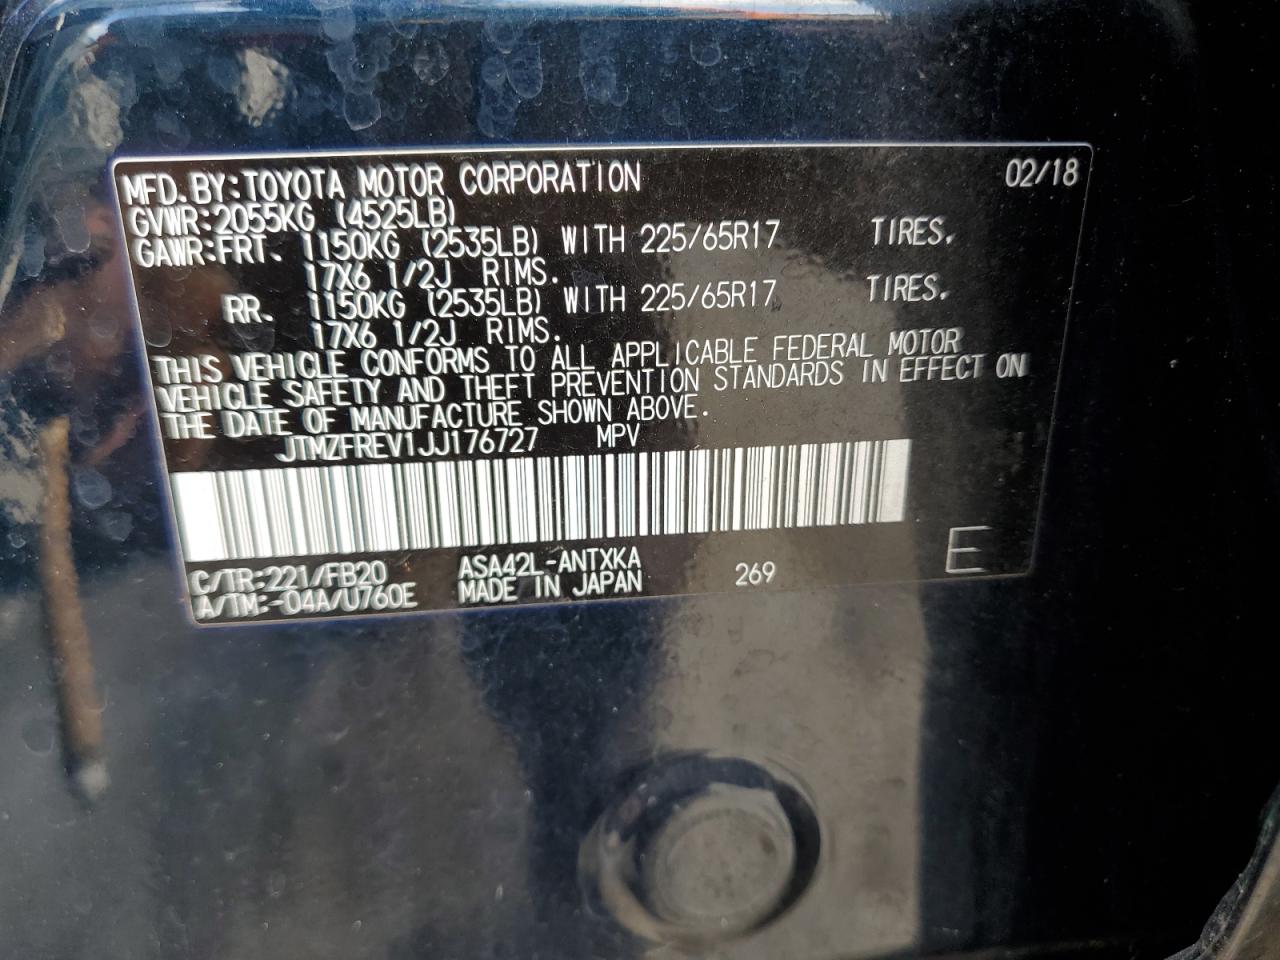 MFD. BY: TOYOTA MOTOR CORPORATION 02/18
GVWR: 2055KG (4525LB)
GAWR: FRT. 1150KG (2535LB) WITH 225/65R17 TIRES.
17X6 1/2J RIMS.
RR. 1150KG (2535LB) WITH 225/65R17 TIRES.
17X6 1/2J RIMS.
THIS VEHICLE CONFORMS TO ALL APPLICABLE FEDERAL MOTOR
VEHICLE SAFETY AND THEFT PREVENTION STANDARDS IN EFFECT ON
THE DATE OF MANUFACTURE SHOWN ABOVE.
JTMZFREV1JJ176727 MPV
C/TR: 221/FB20 ASA42L-ANTXKA 269 E
A/TM: -04A/U760E MADE IN JAPAN